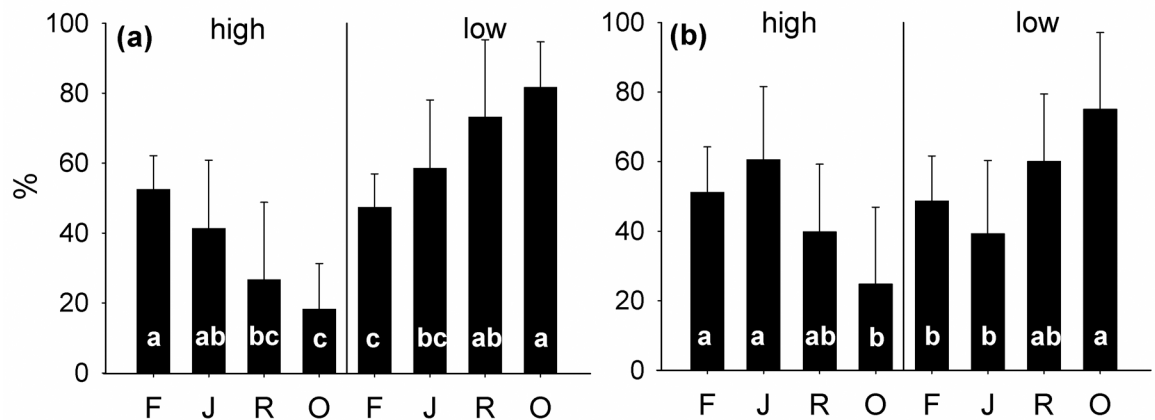 (a) high low
100
80
60
40
20
0
%
a ab bc c c bc ab a
F J R O F J R O
(b) high low
100
80
60
40
20
0
a a ab b b b ab a
F J R O F J R O